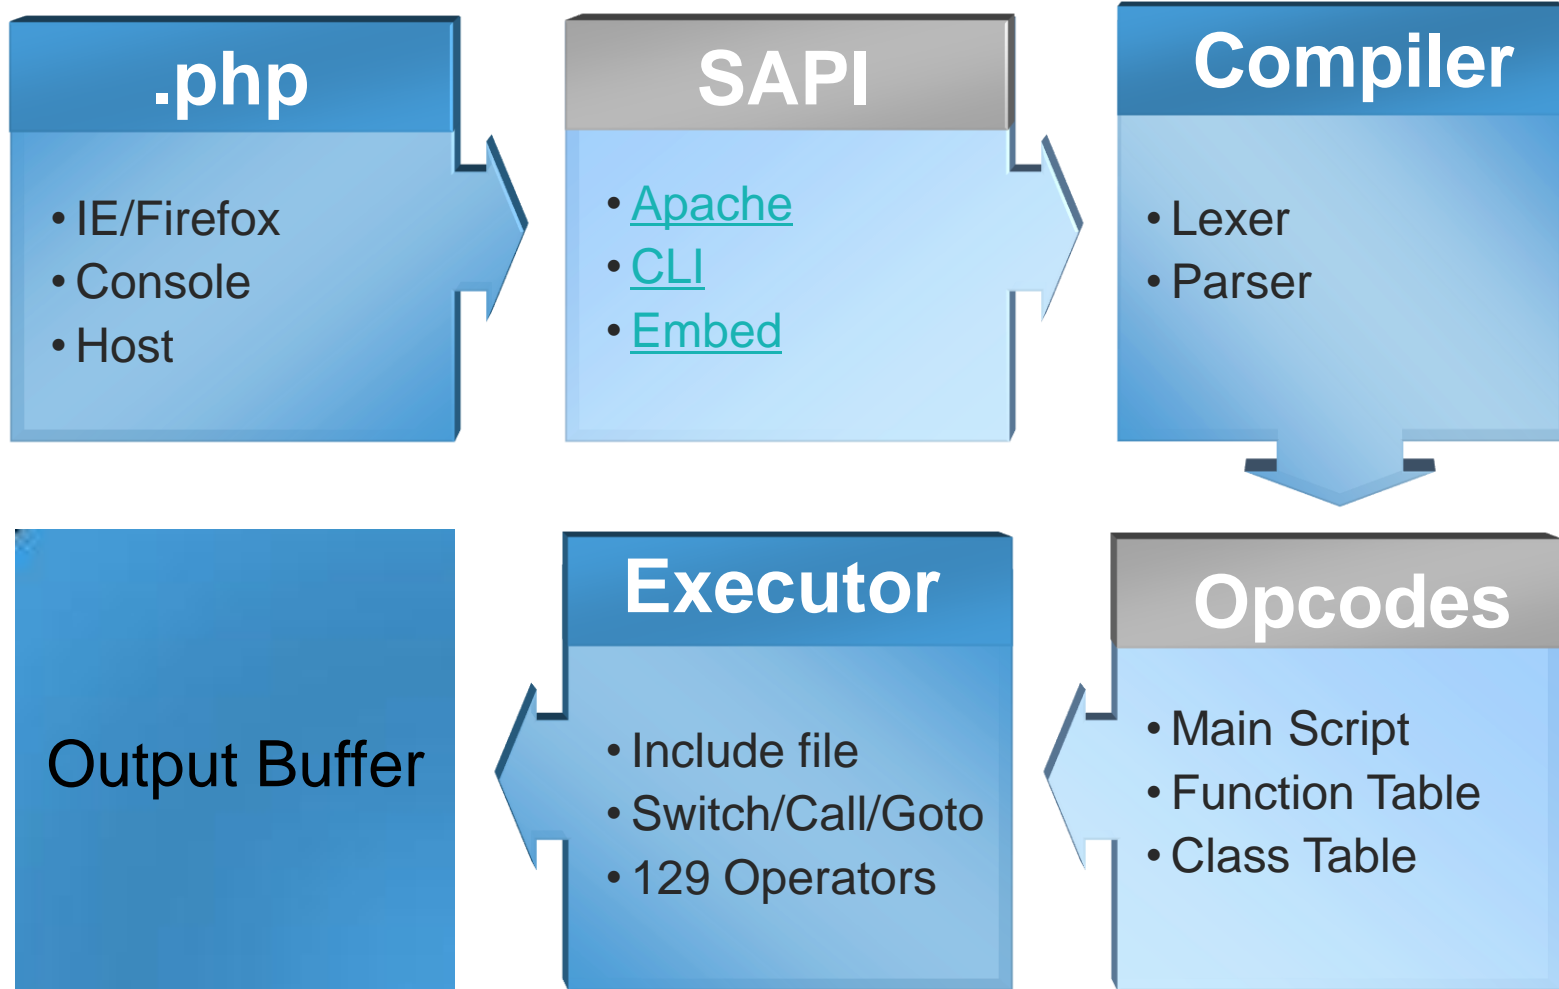 .php
• IE/Firefox
• Console
• Host
SAPI
• Apache
• CLI
• Embed
Compiler
• Lexer
• Parser
Output Buffer
Executor
• Include file
• Switch/Call/Goto
• 129 Operators
Opcodes
• Main Script
• Function Table
• Class Table